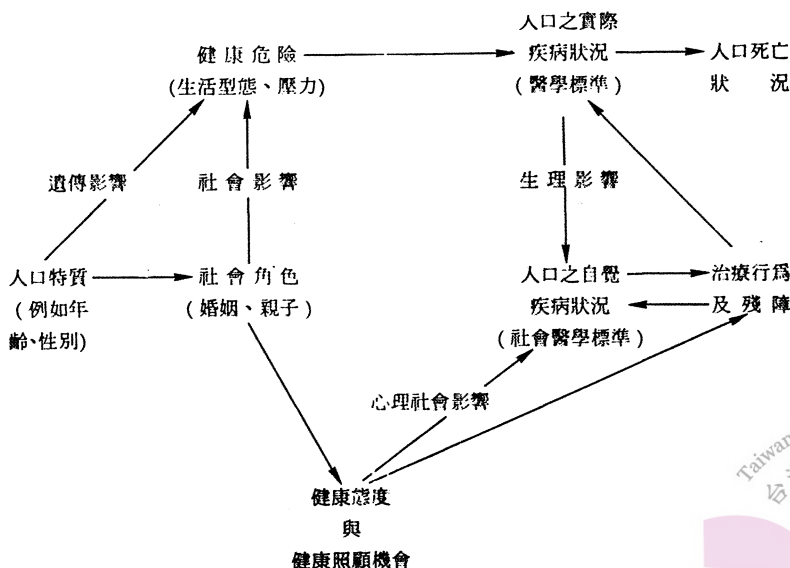 人口之實際
健康危險
疾病狀況
人口死亡
(生活型態、壓力)
(醫學標準)
狀況
遺傳影響
社會影響
生理影響
人口特質
社會角色
人口之自覺
治療行爲
(例如年
(婚姻、親子)
疾病狀況
及殘障
齡、性別)
(社會醫學標準)
心理社會影響
健康態度
與
健康照顧機會
Taiwan
台